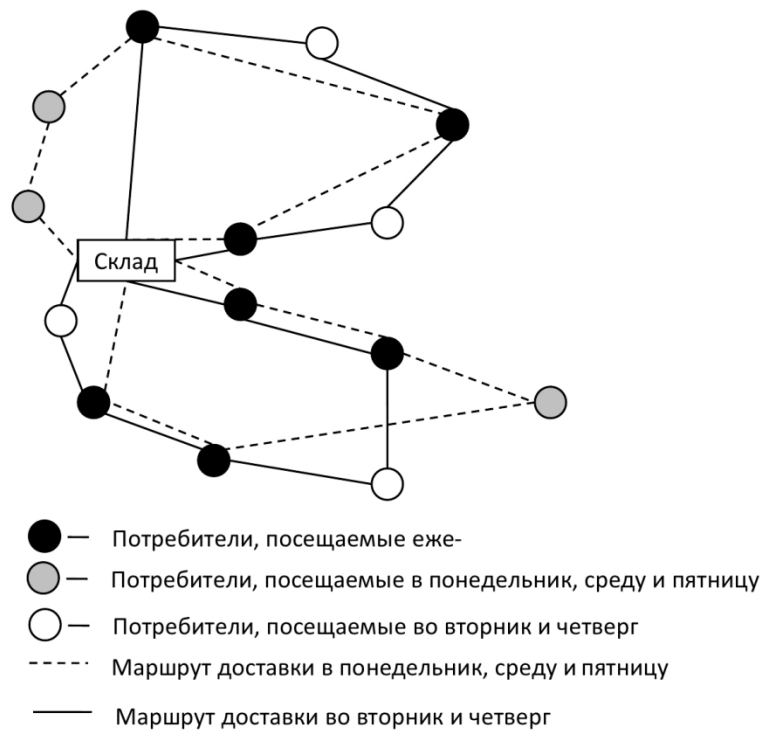 Склад
Потребители, посещаемые еже-
Потребители, посещаемые в понедельник, среду и пятницу
Потребители, посещаемые во вторник и четверг
Маршрут доставки в понедельник, среду и пятницу
Маршрут доставки во вторник и четверг